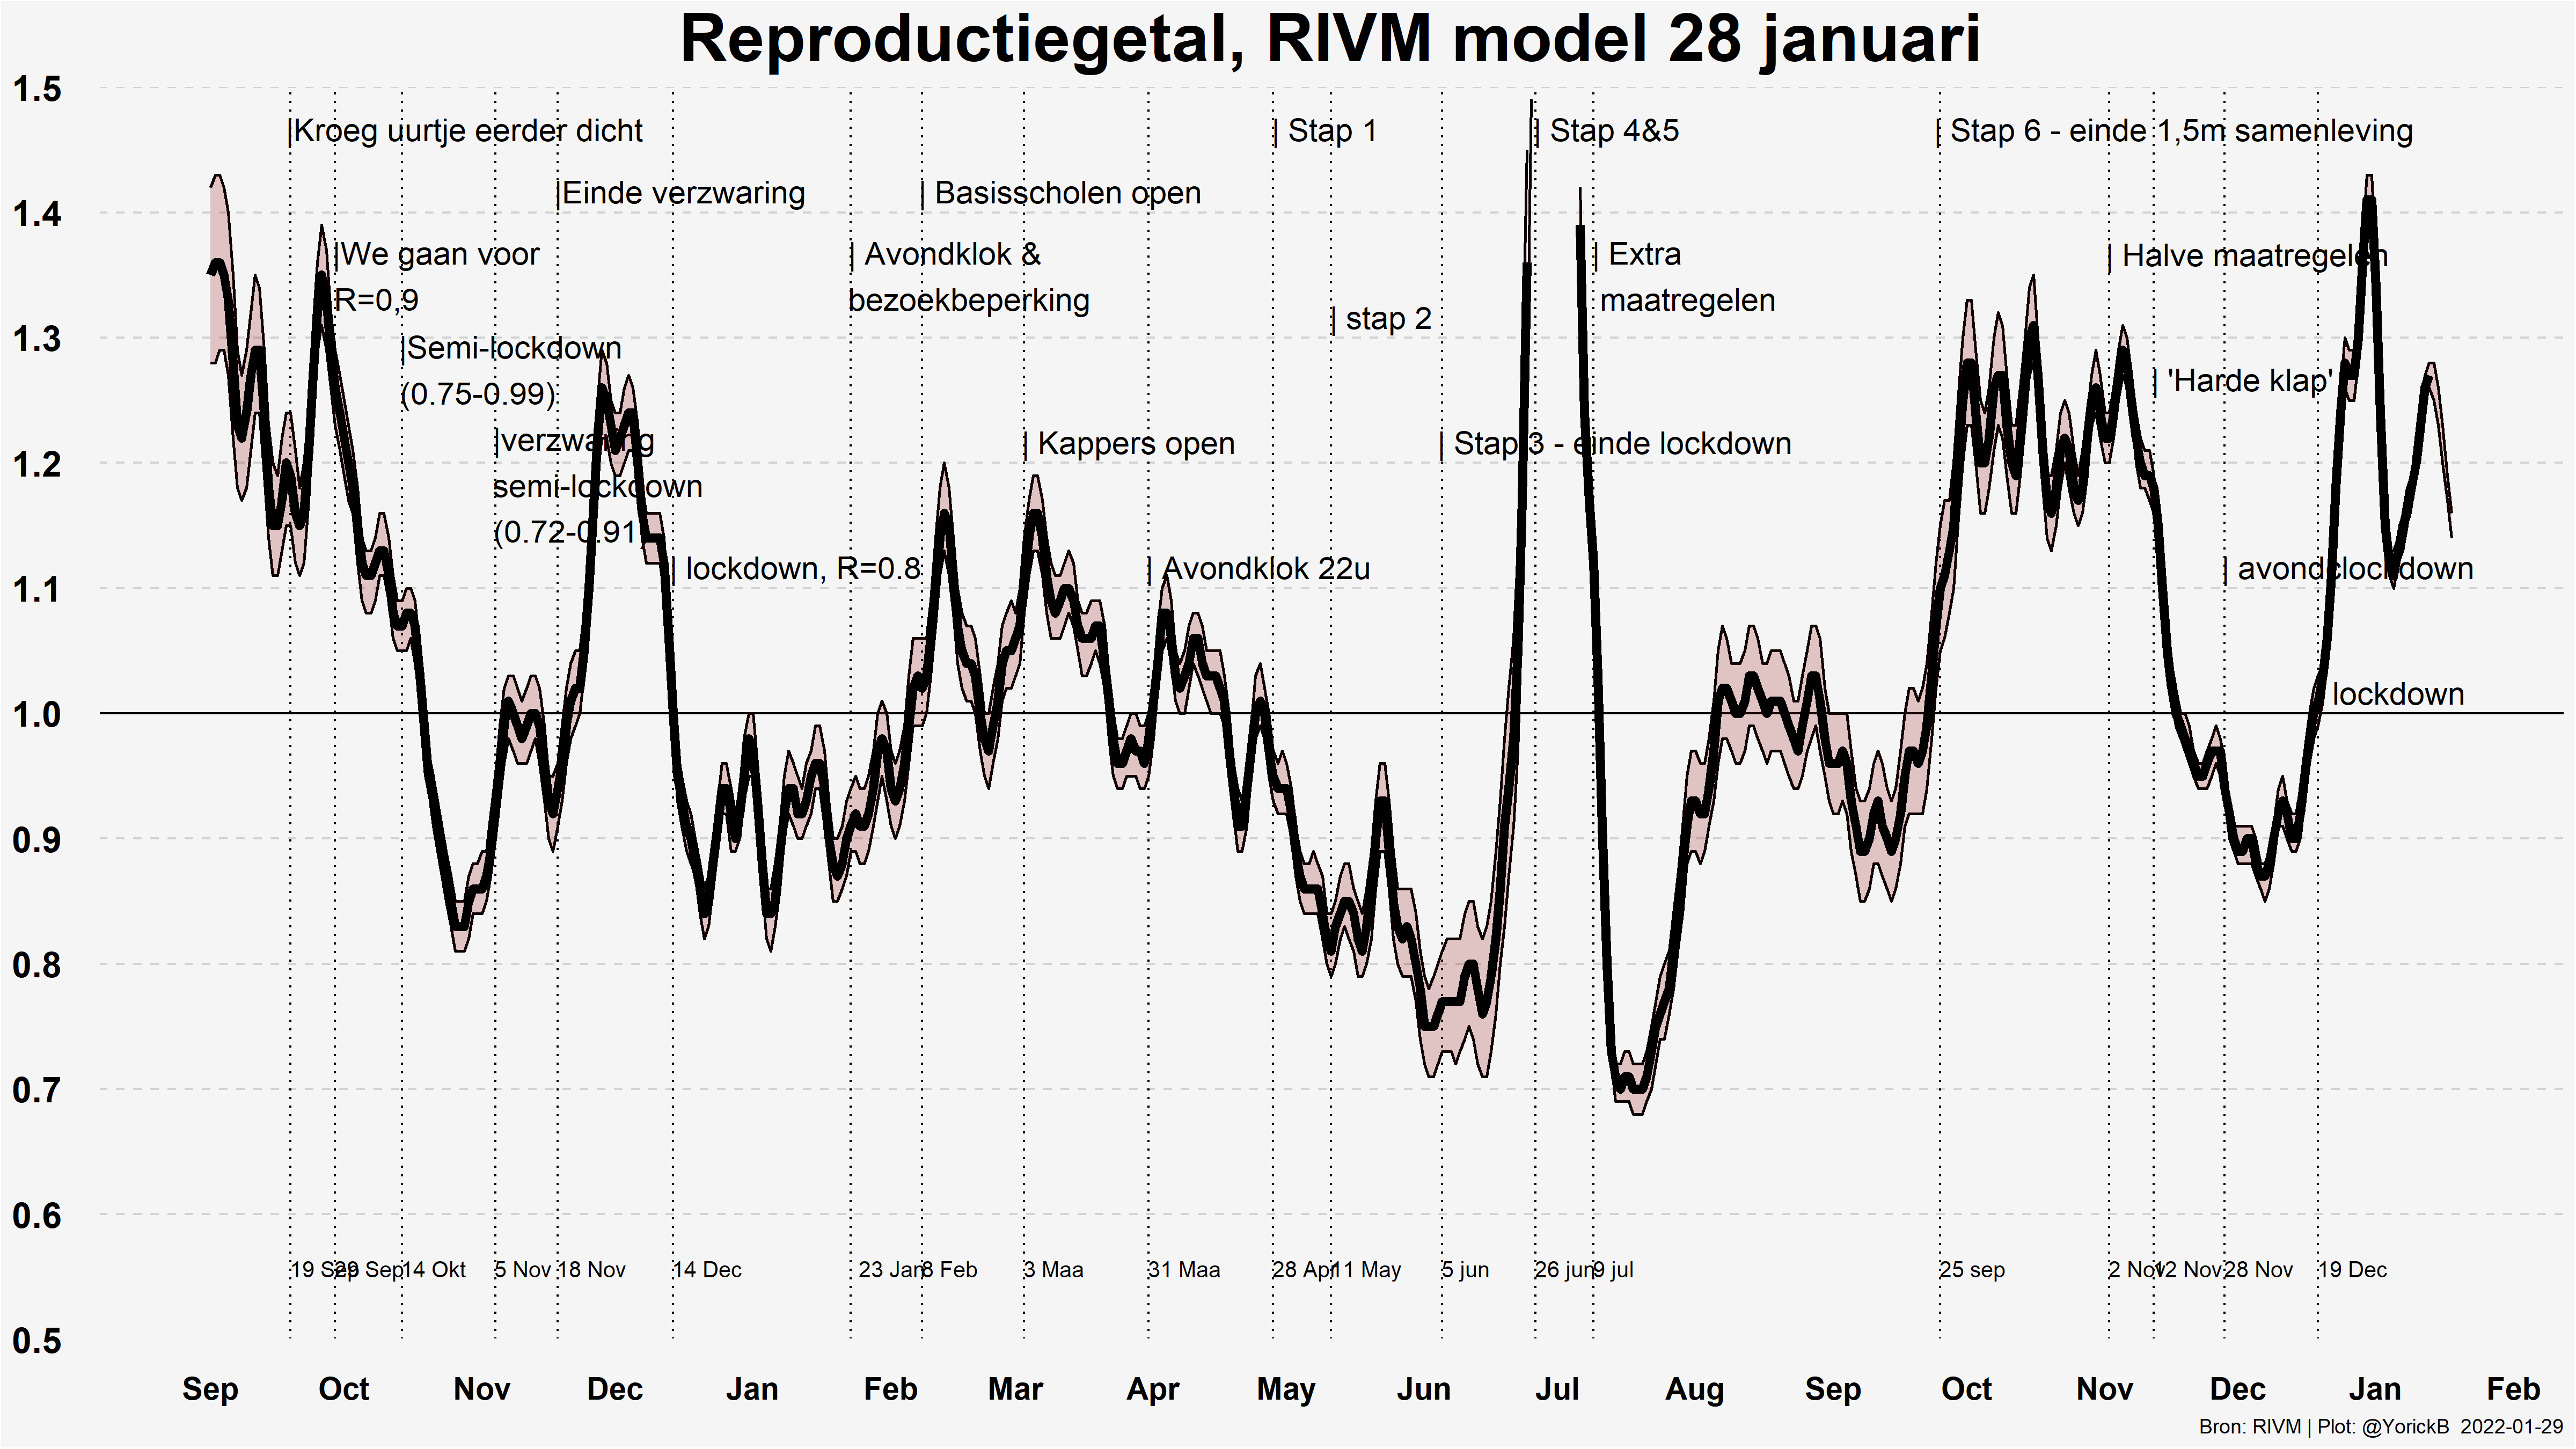 Reproductiegetal, RIVM model 28 januari
1.5
|Kroeg uurtje eerder dicht
| Stap 1
| Stap 4&5
| Stap 6 - einde 1,5m samenleving
|Einde verzwaring
| Basisscholen open
1.4
|We gaan voor
R=0,9
| Avondklok &
bezoekbeperking
| Extra
maatregelen
| Halve maatregelen
| stap 2
1.3
|Semi-lockdown
(0.75-0.99)
| 'Harde klap'
|verzwaring
semi-lockdown
(0.72-0.91)
| Kappers open
| Stap 3 - einde lockdown
1.2
| lockdown, R=0.8
| Avondklok 22u
| avondclockdown
1.1
lockdown
1.0
0.9
0.8
0.7
0.6
19 Sep
29 Sep
14 Okt
5 Nov
18 Nov
14 Dec
23 Jan
8 Feb
3 Maa
31 Maa
28 Apr
11 May
5 jun
26 jun
9 jul
25 sep
2 Nov
12 Nov
28 Nov
19 Dec
0.5
Sep Oct Nov Dec Jan Feb Mar Apr May Jun Jul Aug Sep Oct Nov Dec Jan Feb
Bron: RIVM | Plot: @YorickB 2022-01-29